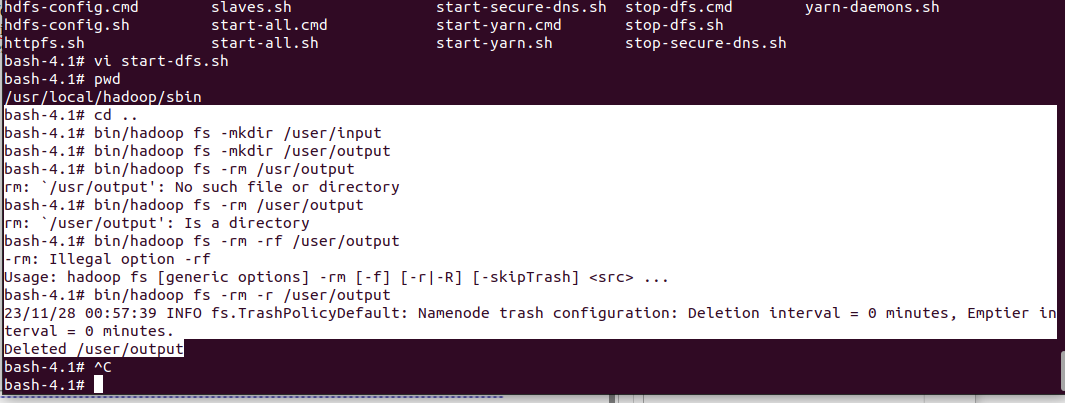 hdfs-config.cmd slaves.sh start-secure-dns.sh stop-dfs.cmd yarn-daemons.sh
hdfs-config.sh start-all.cmd start-yarn.cmd stop-dfs.sh
httpfs.sh start-all.sh start-yarn.sh stop-secure-dns.sh
bash-4.1# vi start-dfs.sh
bash-4.1# pwd
/usr/local/hadoop/sbin
bash-4.1# cd ..
bash-4.1# bin/hadoop fs -mkdir /user/input
bash-4.1# bin/hadoop fs -mkdir /user/output
bash-4.1# bin/hadoop fs -rm /usr/output
rm: `/usr/output': No such file or directory
bash-4.1# bin/hadoop fs -rm /user/output
rm: `/user/output': Is a directory
bash-4.1# bin/hadoop fs -rm -rf /user/output
-rm: Illegal option -rf
Usage: hadoop fs [generic options] -rm [-f] [-r|-R] [-skipTrash] <src> ...
bash-4.1# bin/hadoop fs -rm -r /user/output
23/11/28 00:57:39 INFO fs.TrashPolicyDefault: Namenode trash configuration: Deletion interval = 0 minutes, Emptier in
terval = 0 minutes.
Deleted /user/output
bash-4.1# ^C
bash-4.1#